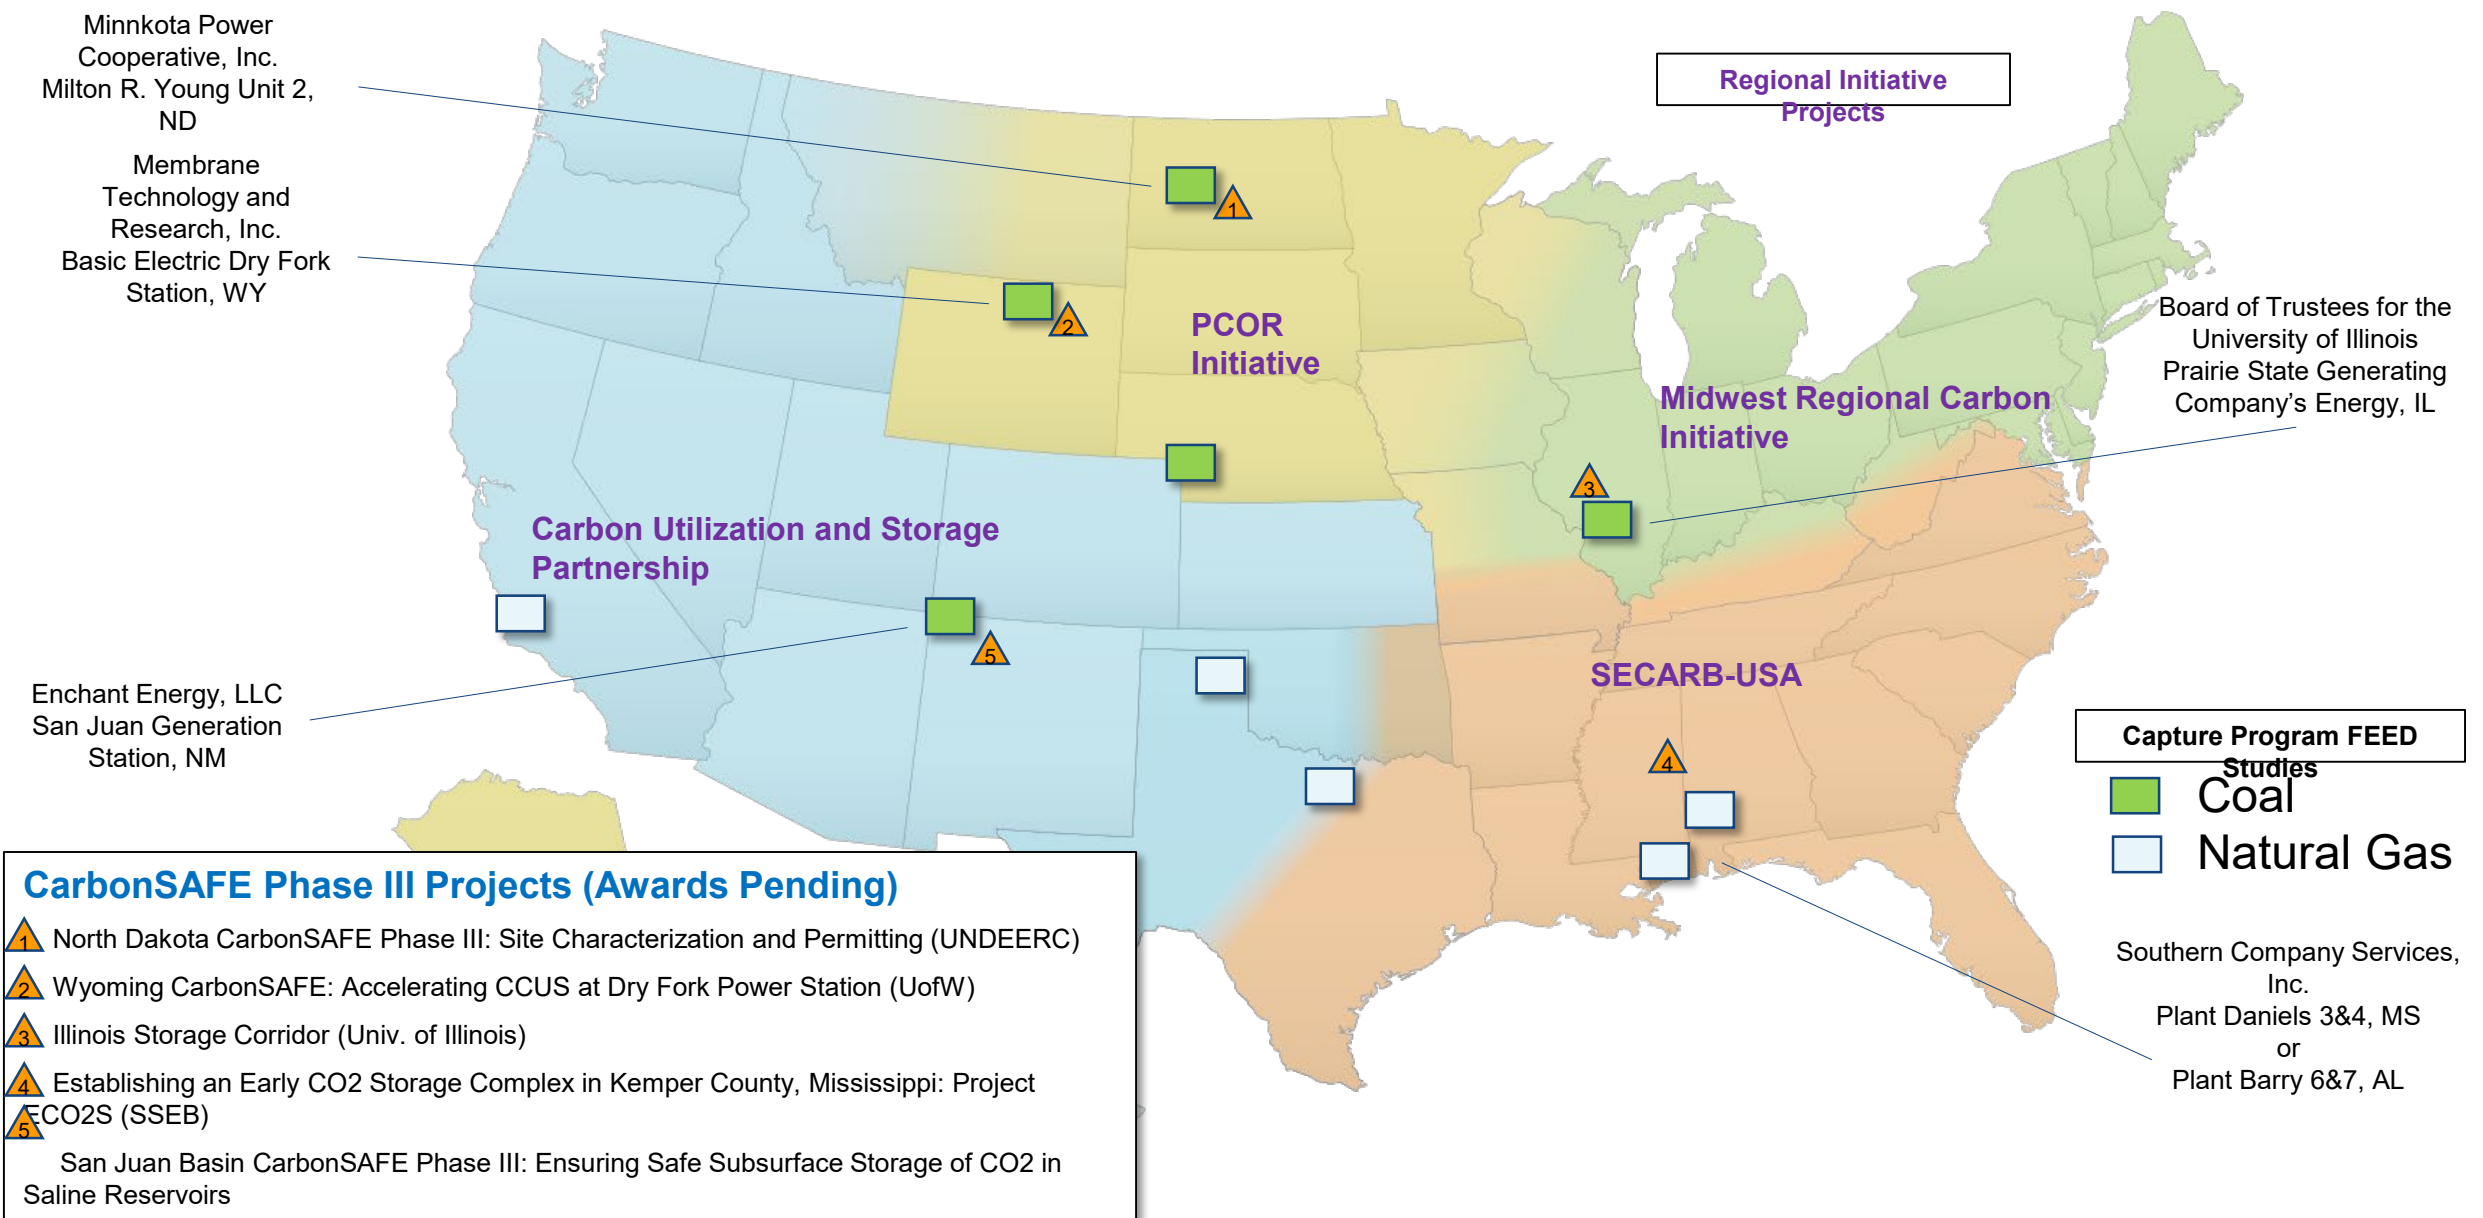 Minnkota Power
Cooperative, Inc.
Milton R. Young Unit 2,
ND
Membrane
Technology and
Research, Inc.
Basic Electric Dry Fork
Station, WY
Enchant Energy, LLC
San Juan Generation
Station, NM
Regional Initiative
Projects
1
2
PCOR
Initiative
Midwest Regional Carbon
Initiative
3
Carbon Utilization and Storage
Partnership
5
SECARB-USA
4
Board of Trustees for the
University of Illinois
Prairie State Generating
Company’s Energy, IL
Capture Program FEED
Studies
Coal
Natural Gas
Southern Company Services,
Inc.
Plant Daniels 3&4, MS
or
Plant Barry 6&7, AL
CarbonSAFE Phase III Projects (Awards Pending)
1 North Dakota CarbonSAFE Phase III: Site Characterization and Permitting (UNDEERC)
2 Wyoming CarbonSAFE: Accelerating CCUS at Dry Fork Power Station (UofW)
3 Illinois Storage Corridor (Univ. of Illinois)
4 Establishing an Early CO2 Storage Complex in Kemper County, Mississippi: Project
ECO2S (SSEB)
5
San Juan Basin CarbonSAFE Phase III: Ensuring Safe Subsurface Storage of CO2 in
Saline Reservoirs